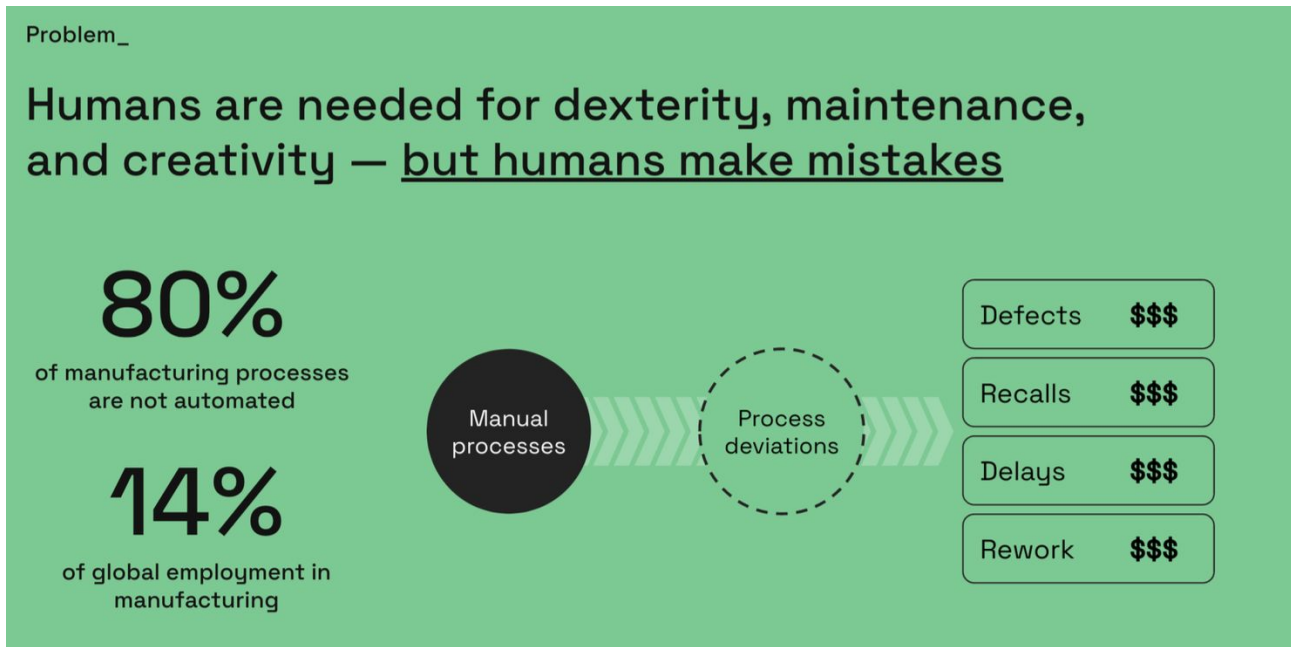 Problem_
Humans are needed for dexterity, maintenance,
and creativity — but humans make mistakes
80%
of manufacturing processes
are not automated
14%
of global employment in
manufacturing
Manual
processes
Process
deviations
Defects $$$
Recalls $$$
Delays $$$
Rework $$$